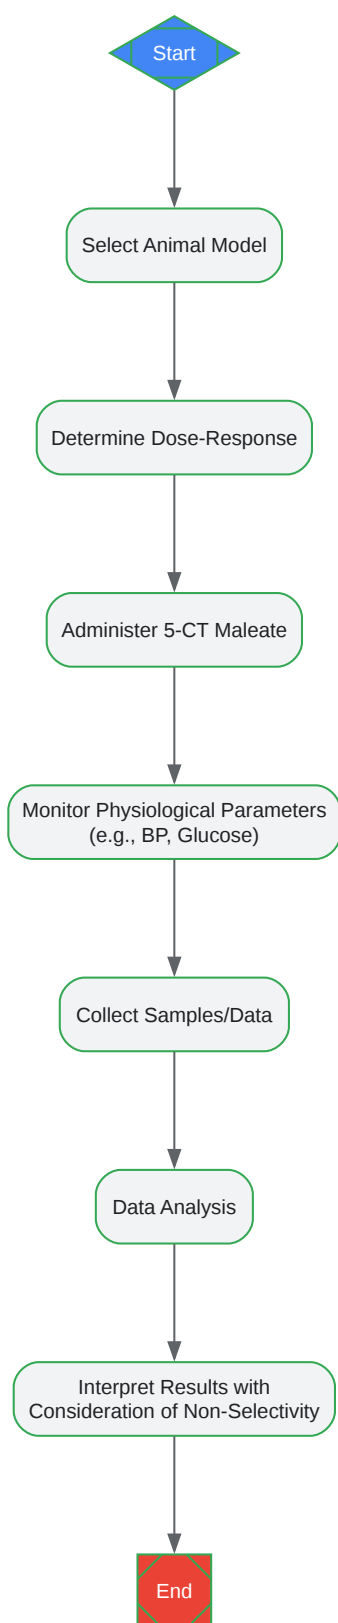 Start
Select Animal Model
Determine Dose-Response
Administer 5-CT Maleate
Monitor Physiological Parameters
(e.g., BP, Glucose)
Collect Samples/Data
Data Analysis
Interpret Results with
Consideration of Non-Selectivity
End